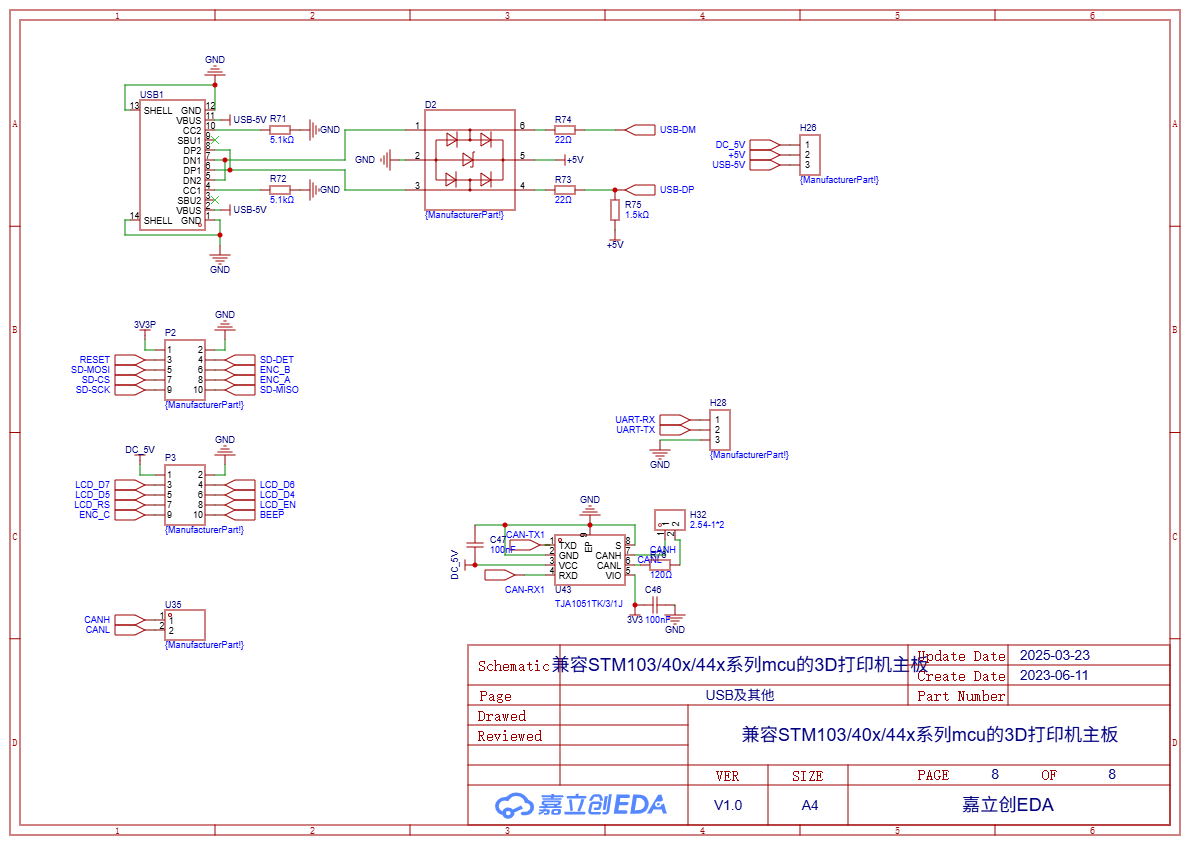 1 2 3 4 5 6
A A
B B
C C
D D
GND
USB1
13 SHELL GND 12
VBUS 11 USB-5V
CC2 10 R71 5.1kΩ GND
SBU1 9
DP2 8
DN1 7
DP1 6
DN2 5
CC1 4 R72 5.1kΩ GND
SBU2 3
VBUS 2 USB-5V
14 SHELL GND 1
GND
D2
1 6 R74 22Ω USB-DM
GND 2 5 +5V
3 4 R73 22Ω USB-DP
{ManufacturerPart!}
R75
1.5kΩ
+5V
H26
DC_5V 1
+5V 2
USB-5V 3
{ManufacturerPart!}
3V3P P2 GND
1 2
RESET 3 4 SD-DET
SD-MOSI 5 6 ENC_B
SD-CS 7 8 ENC_A
SD-SCK 9 10 SD-MISO
{ManufacturerPart!}
DC_5V P3 GND
1 2
LCD_D7 3 4 LCD_D6
LCD_D5 5 6 LCD_D4
LCD_RS 7 8 LCD_EN
ENC_C 9 10 BEEP
{ManufacturerPart!}
H28
UART-RX 1
UART-TX 2
3
GND
{ManufacturerPart!}
GND
H32
2.54-1*2
1 2
1 2
C47
100nF
DC_5V
CAN-TX1
CAN-RX1
1 TXD EP 9 S 8
2 GND CANH 7 CANH
3 VCC CANL 6 CANL
4 RXD VIO 5
120Ω
U43
TJA1051TK/3/1J
C46
3V3 100nF
GND
U35
CANH 1 1
CANL 2 2
{ManufacturerPart!}
Schematic 兼容STM103/40x/44x系列mcu的3D打印机主板 Update Date 2025-03-23
Create Date 2023-06-11
Page USB及其他 Part Number
Drawed
Reviewed
兼容STM103/40x/44x系列mcu的3D打印机主板
VER SIZE PAGE 8 OF 8
嘉立创EDA V1.0 A4 嘉立创EDA
1 2 3 4 5 6